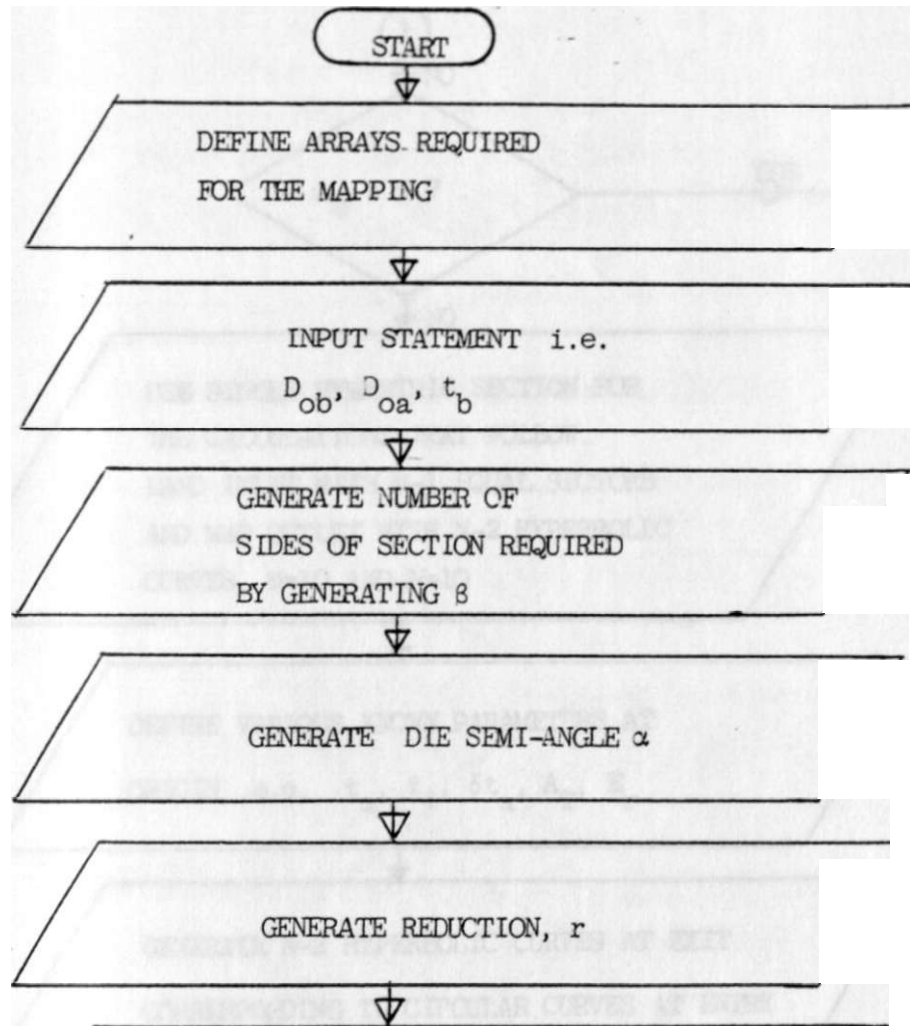 START
DEFINE ARRAYS REQUIRED
FOR THE MAPPING
INPUT STATEMENT i.e.
D_ob, D_oa, t_b
GENERATE NUMBER OF
SIDES OF SECTION REQUIRED
BY GENERATING β
GENERATE DIE SEMI-ANGLE α
GENERATE REDUCTION, r